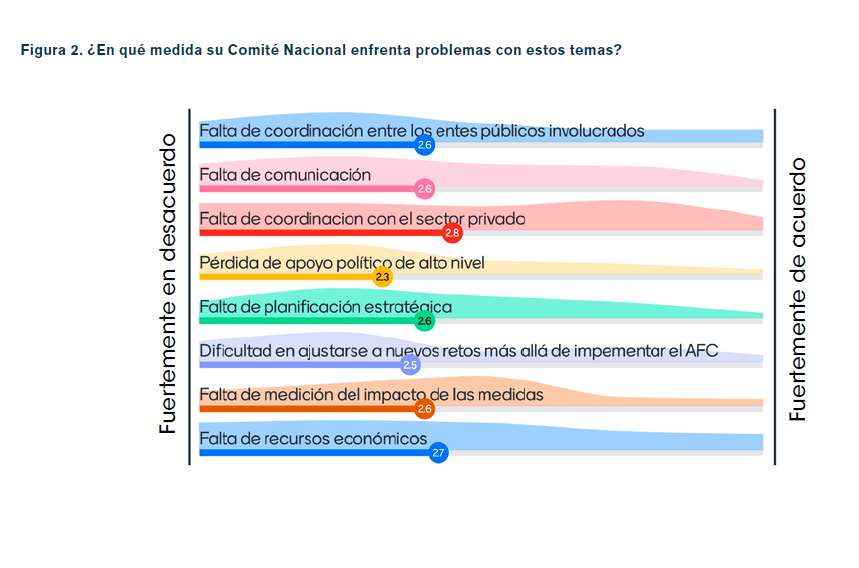 Figura 2. ¿En qué medida su Comité Nacional enfrenta problemas con estos temas?
Fuertemente en desacuerdo
Falta de coordinación entre los entes públicos involucrados
2.6
Falta de comunicación
2.6
Falta de coordinacion con el sector privado
2.8
Pérdida de apoyo político de alto nivel
2.3
Falta de planificación estratégica
2.6
Dificultad en ajustarse a nuevos retos más allá de impementar el AFC
2.5
Falta de medición del impacto de las medidas
2.6
Falta de recursos económicos
2.7
Fuertemente de acuerdo